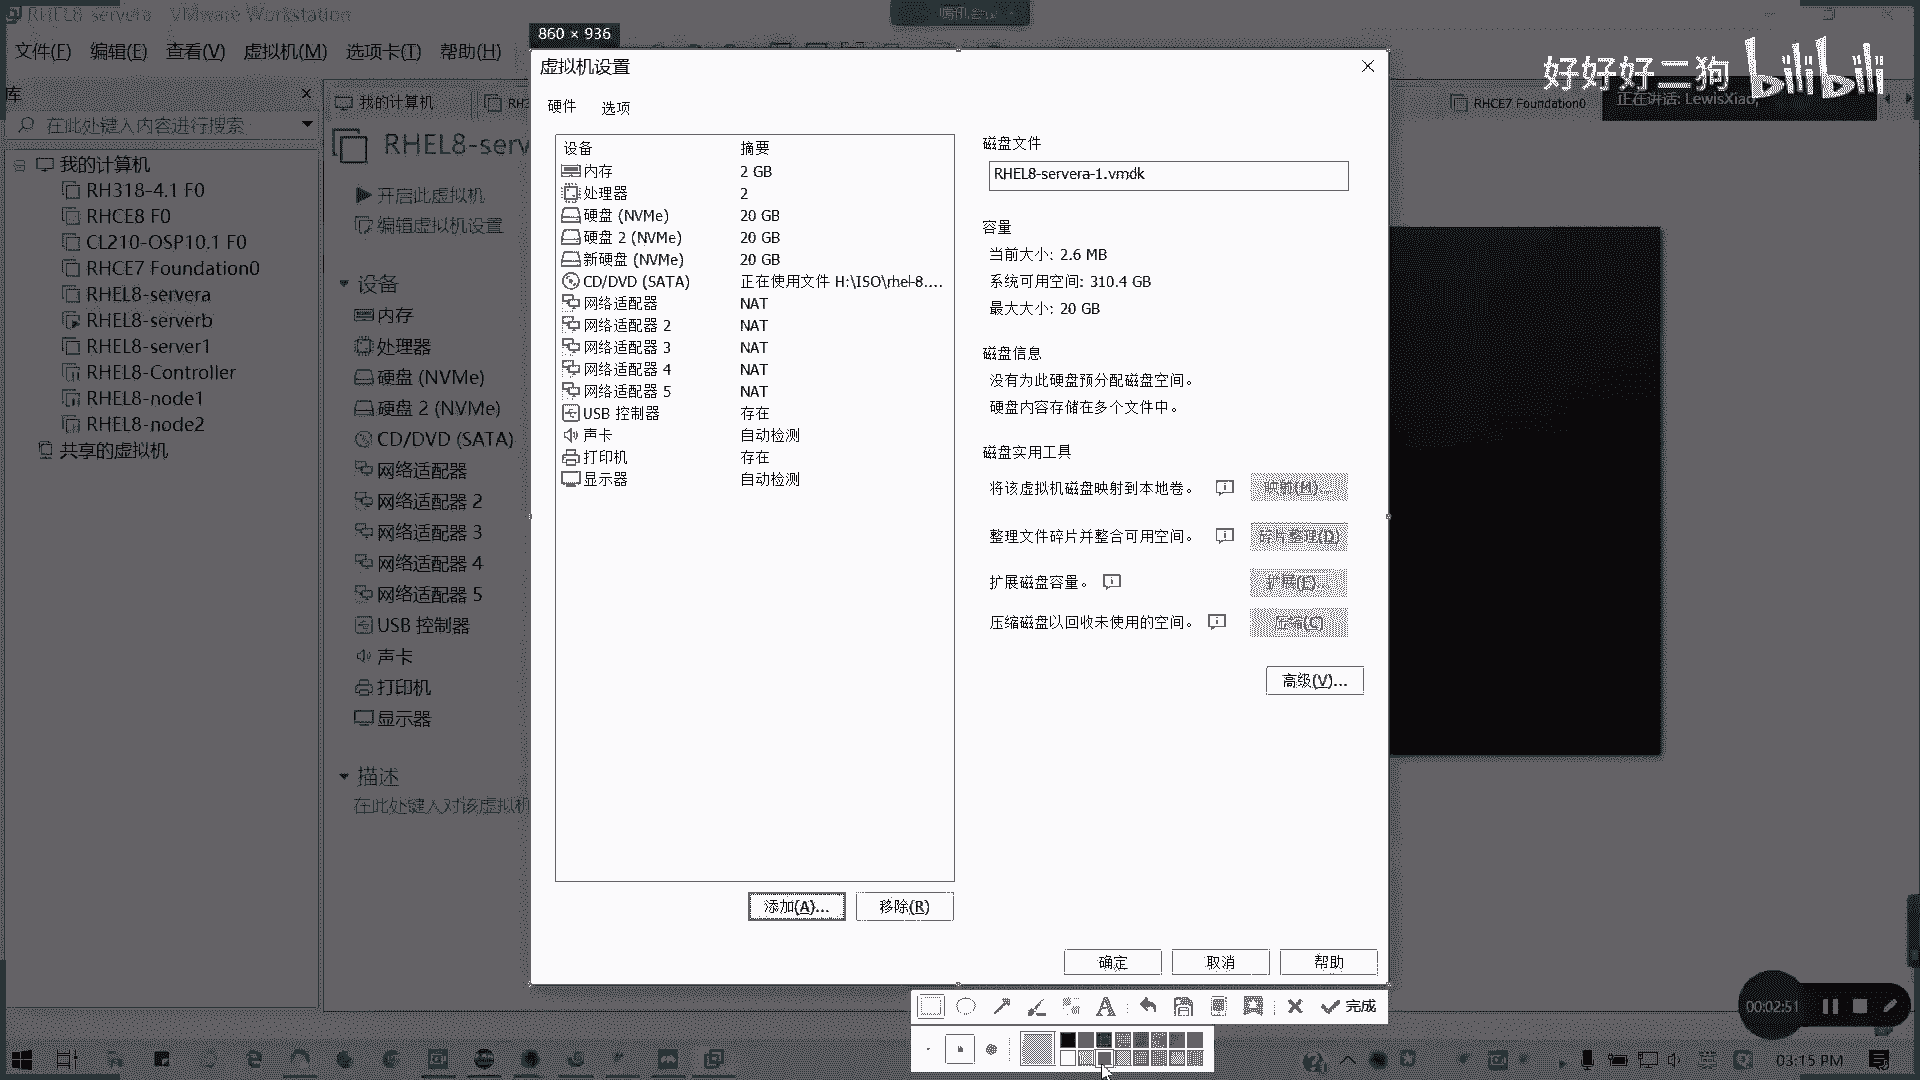 RHEL8-servera - VMware Workstation
860 × 936
文件(F) 编辑(E) 查看(V) 虚拟机(M) 选项卡(T) 帮助(H)
好好好二狗 bilibili
正在讲话: LewisXiao;
库
在此处键入内容进行搜索
我的计算机
RH318-4.1 F0
RHCE8 F0
CL210-OSP10.1 F0
RHCE7 Foundation0
RHEL8-servera
RHEL8-serverb
RHEL8-server1
RHEL8-Controller
RHEL8-node1
RHEL8-node2
共享的虚拟机
我的计算机
RHCE7 Foundation0
RHEL8-serv
开启此虚拟机
编辑虚拟机设置
设备
内存
处理器
硬盘 (NVMe)
硬盘 2 (NVMe)
CD/DVD (SATA)
网络适配器
网络适配器 2
网络适配器 3
网络适配器 4
网络适配器 5
USB 控制器
声卡
打印机
显示器
描述
在此处键入对该虚拟机
虚拟机设置
硬件 选项
设备 摘要
内存 2 GB
处理器 2
硬盘 (NVMe) 20 GB
硬盘 2 (NVMe) 20 GB
新硬盘 (NVMe) 20 GB
CD/DVD (SATA) 正在使用文件 H:\ISO\rhel-8....
网络适配器 NAT
网络适配器 2 NAT
网络适配器 3 NAT
网络适配器 4 NAT
网络适配器 5 NAT
USB 控制器 存在
声卡 自动检测
打印机 存在
显示器 自动检测
添加(A)... 移除(R)
磁盘文件
RHEL8-servera-1.vmdk
容量
当前大小: 2.6 MB
系统可用空间: 310.4 GB
最大大小: 20 GB
磁盘信息
没有为此硬盘预分配磁盘空间。
硬盘内容存储在多个文件中。
磁盘实用工具
将该虚拟机磁盘映射到本地卷。 映射(M)...
整理文件碎片并整合可用空间。 碎片整理(D)
扩展磁盘容量。 扩展(E)...
压缩磁盘以回收未使用的空间。 压缩(C)
高级(V)...
确定 取消 帮助
完成
00:02:51
03:15 PM